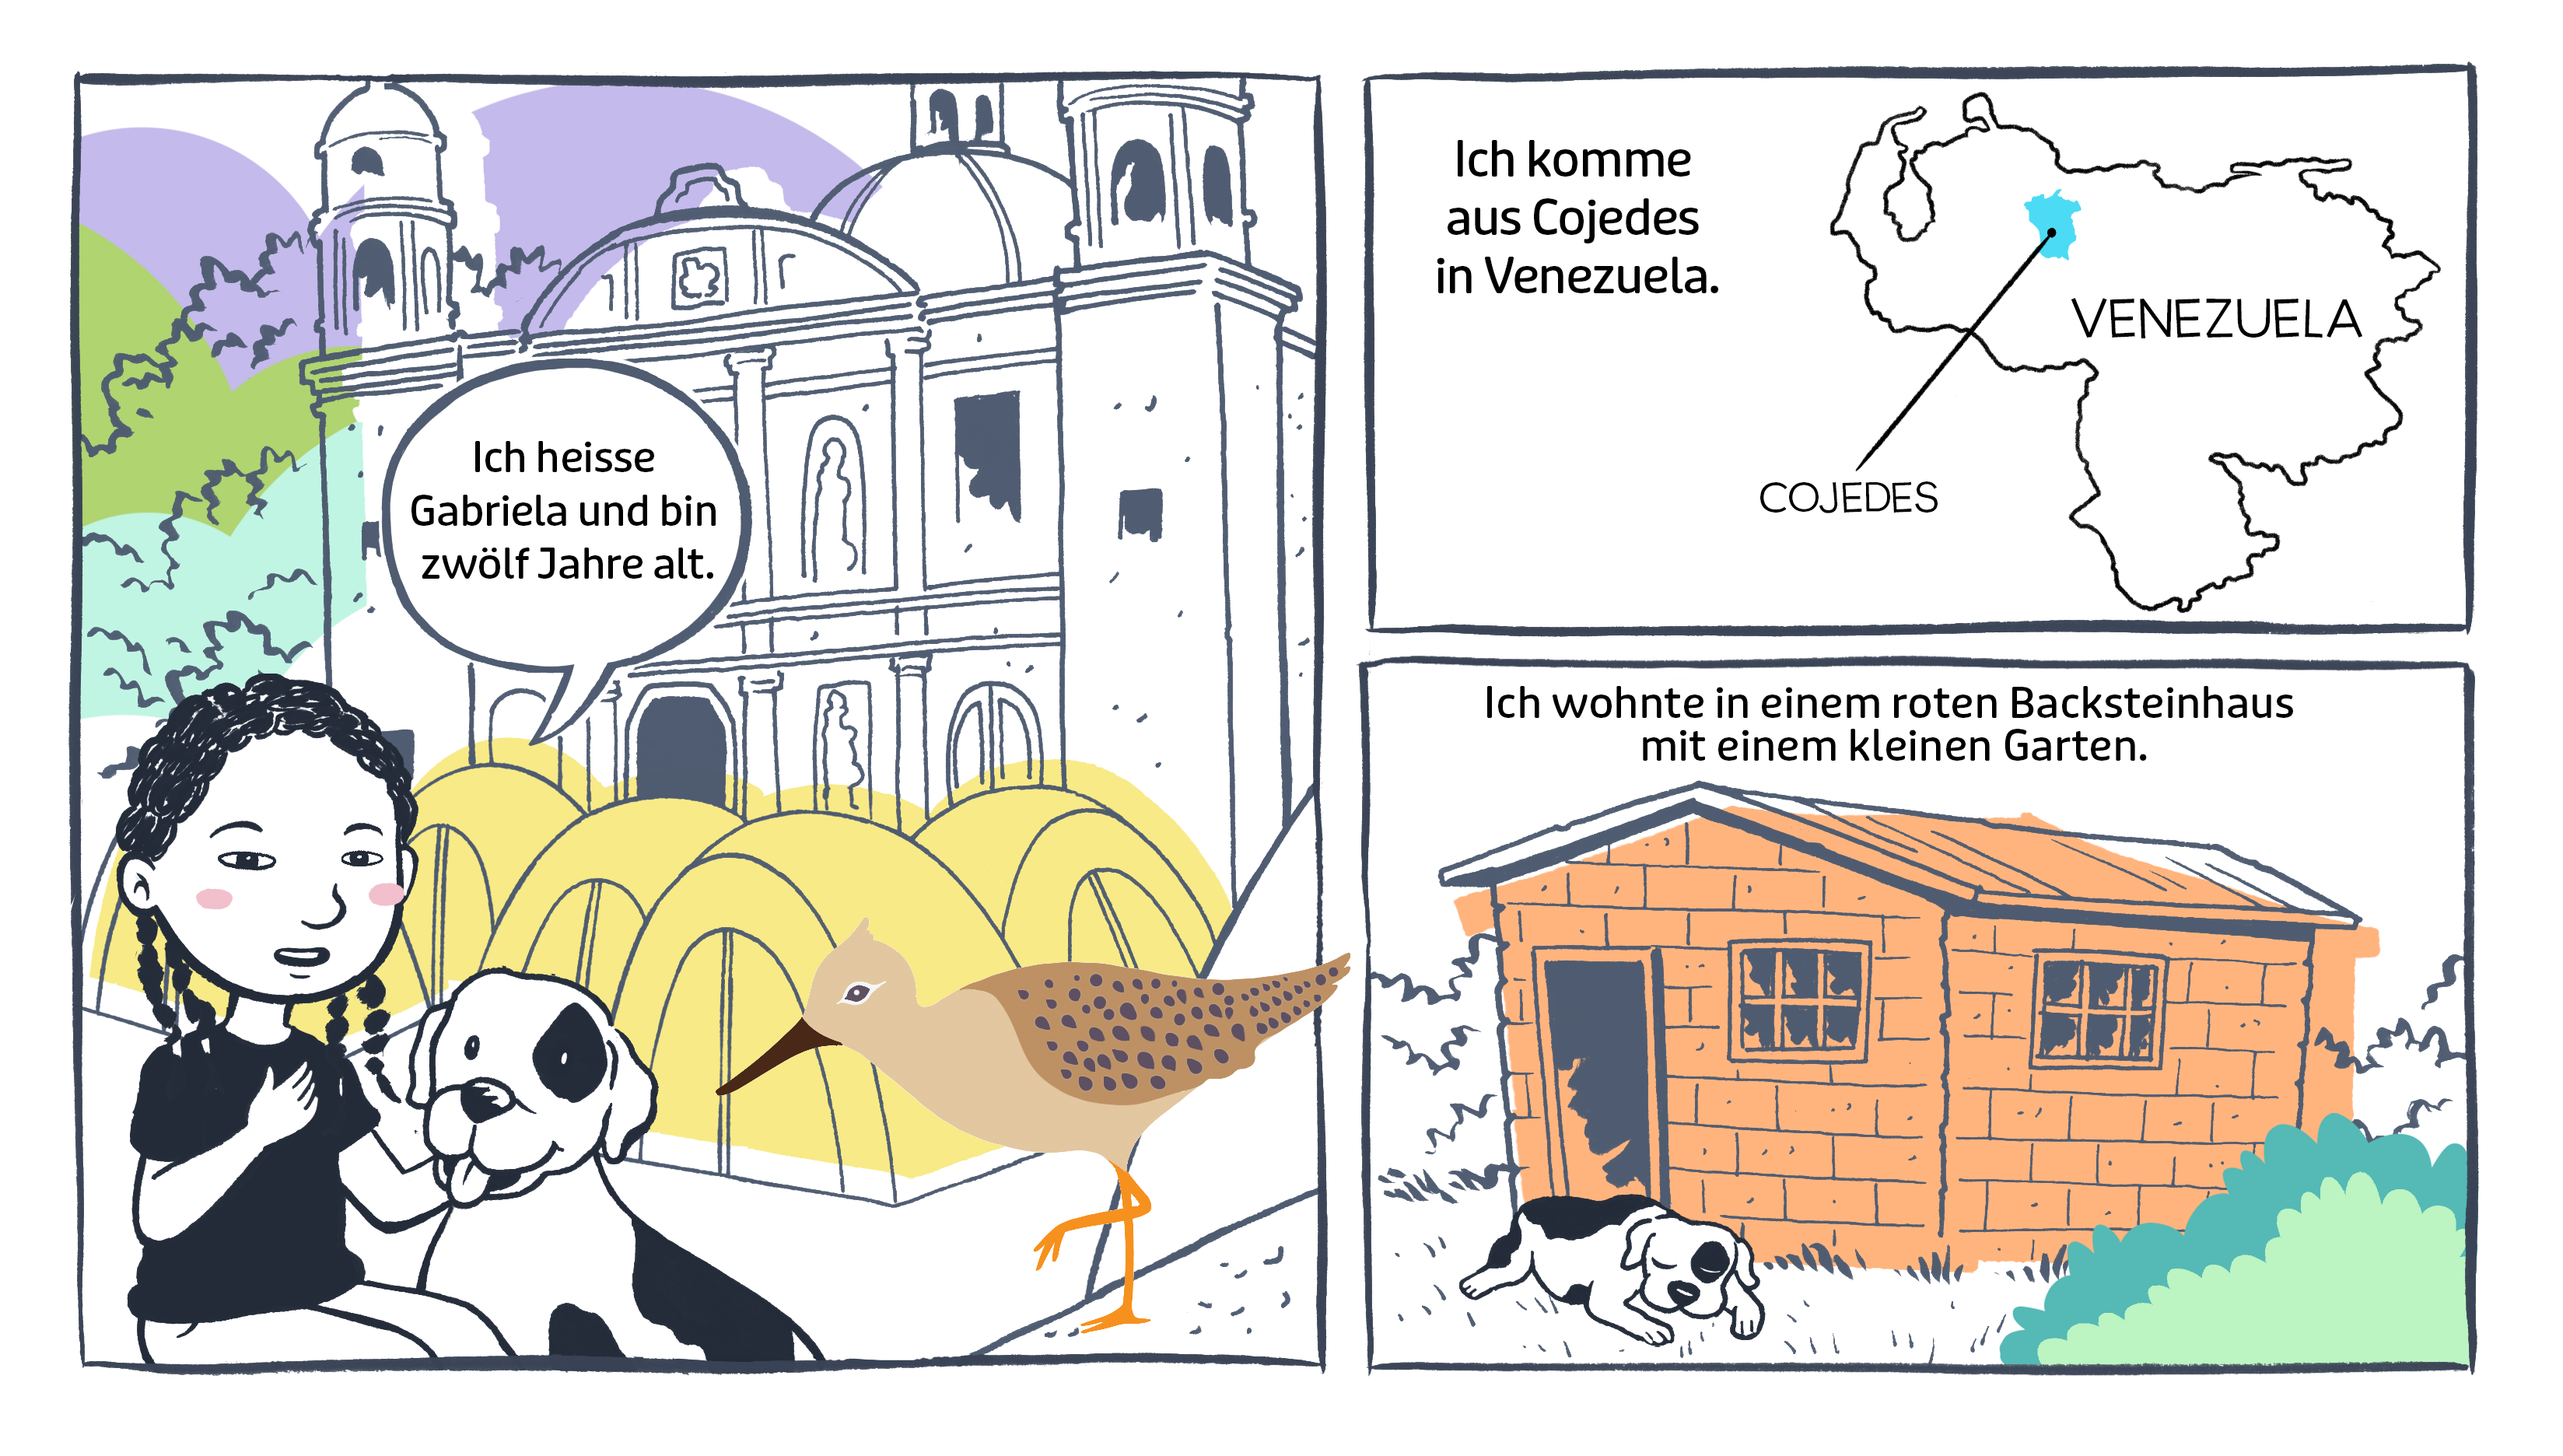 Ich heisse
Gabriela und bin
zwölf Jahre alt.
Ich komme
aus Cojedes
in Venezuela.
VENEZUELA
COJEDES
Ich wohnte in einem roten Backsteinhaus
mit einem kleinen Garten.